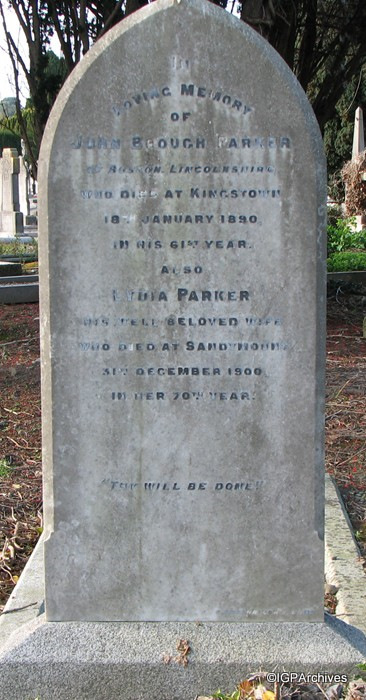 IN
LOVING MEMORY
OF
JOHN BROUGH PARKER
OF BOSTON, LINCOLNSHIRE
WHO DIED AT KINGSTOWN
18TH JANUARY 1890,
IN HIS 61ST YEAR.
ALSO
LYDIA PARKER
HIS WELL BELOVED WIFE
WHO DIED AT SANDYMOUNT
31ST DECEMBER 1900,
IN HER 70TH YEAR.
"THY WILL BE DONE"
©IGPArchives